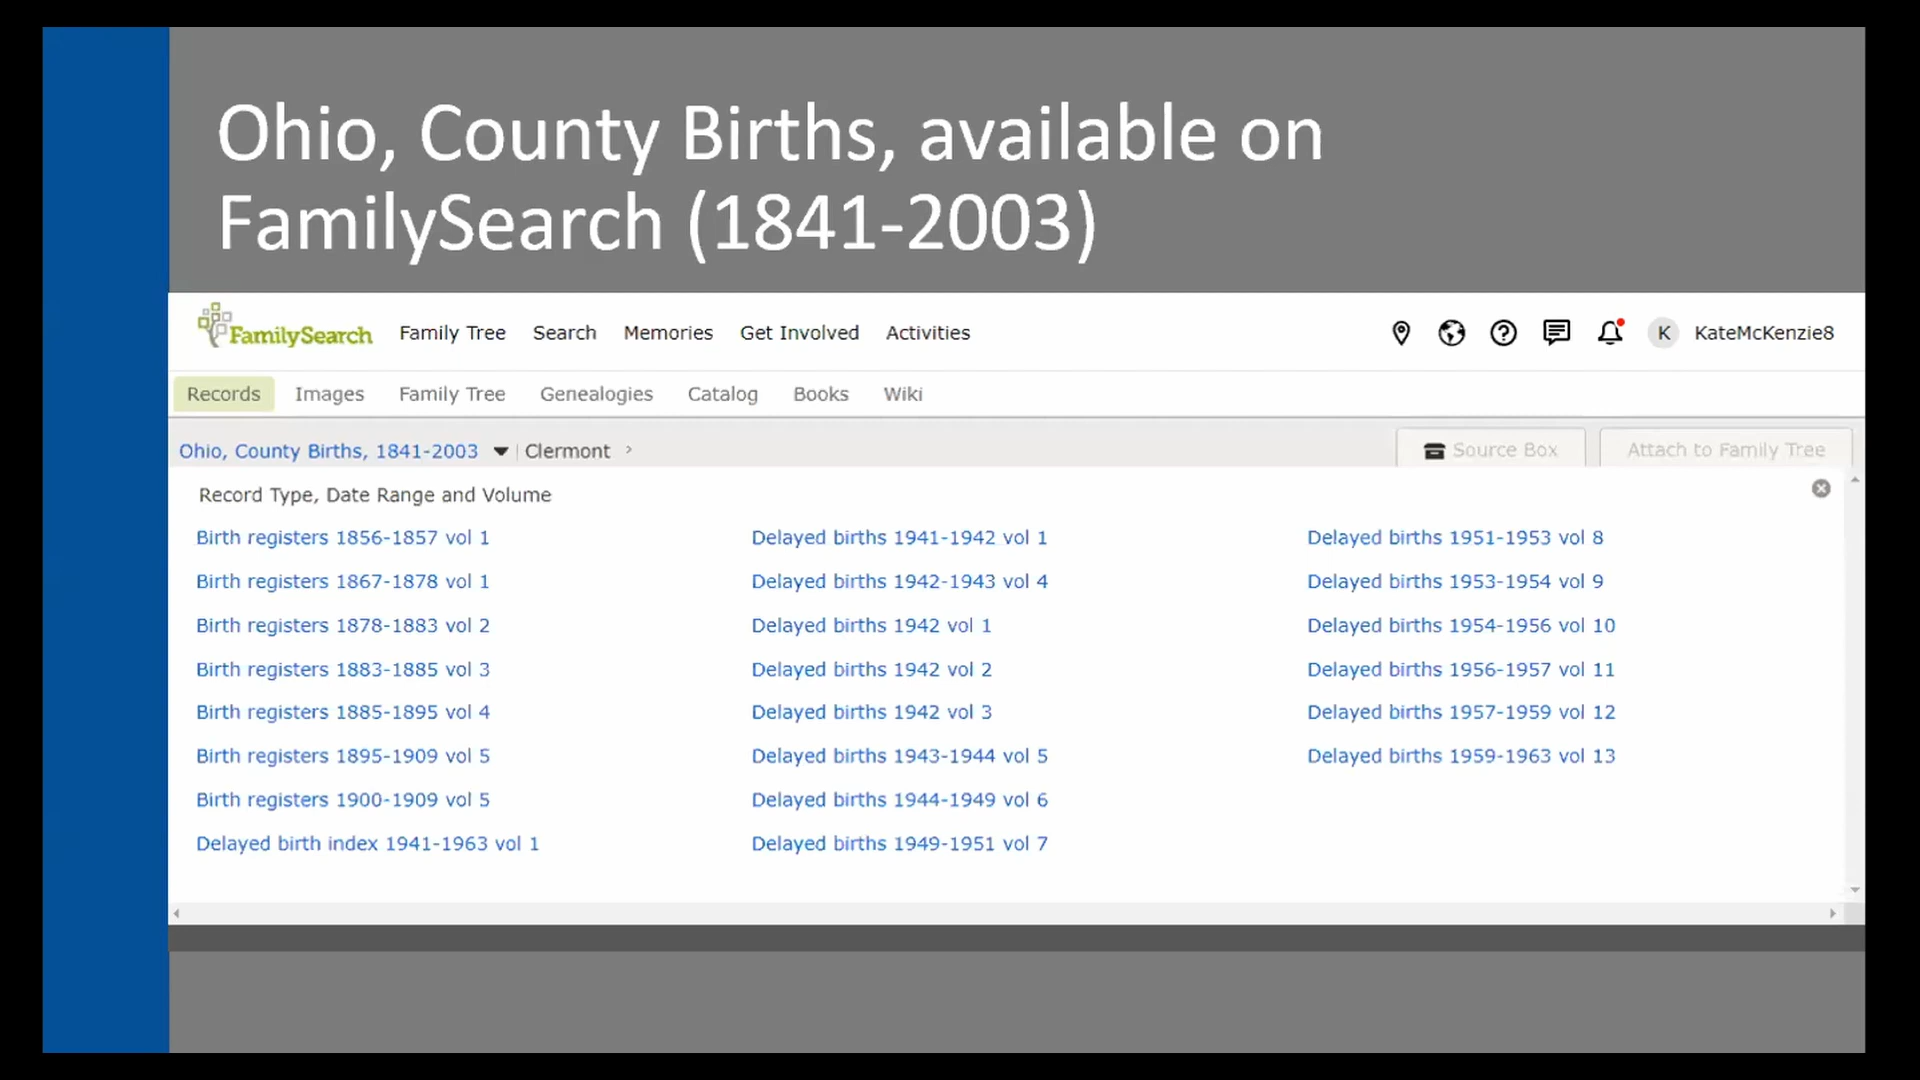 Ohio, County Births, available on
FamilySearch (1841-2003)
FamilySearch Family Tree Search Memories Get Involved Activities K KateMcKenzie8
Records Images Family Tree Genealogies Catalog Books Wiki
Ohio, County Births, 1841-2003 Clermont > Source Box Attach to Family Tree
Record Type, Date Range and Volume
Birth registers 1856-1857 vol 1
Birth registers 1867-1878 vol 1
Birth registers 1878-1883 vol 2
Birth registers 1883-1885 vol 3
Birth registers 1885-1895 vol 4
Birth registers 1895-1909 vol 5
Birth registers 1900-1909 vol 5
Delayed birth index 1941-1963 vol 1
Delayed births 1941-1942 vol 1
Delayed births 1942-1943 vol 4
Delayed births 1942 vol 1
Delayed births 1942 vol 2
Delayed births 1942 vol 3
Delayed births 1943-1944 vol 5
Delayed births 1944-1949 vol 6
Delayed births 1949-1951 vol 7
Delayed births 1951-1953 vol 8
Delayed births 1953-1954 vol 9
Delayed births 1954-1956 vol 10
Delayed births 1956-1957 vol 11
Delayed births 1957-1959 vol 12
Delayed births 1959-1963 vol 13